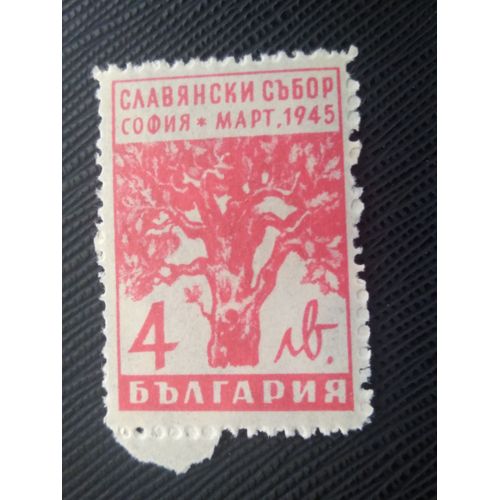 СЛАВЯНСКИ СЪБОР
СОФИЯ * МАРТ, 1945
4 лв.
БЪЛГАРИЯ